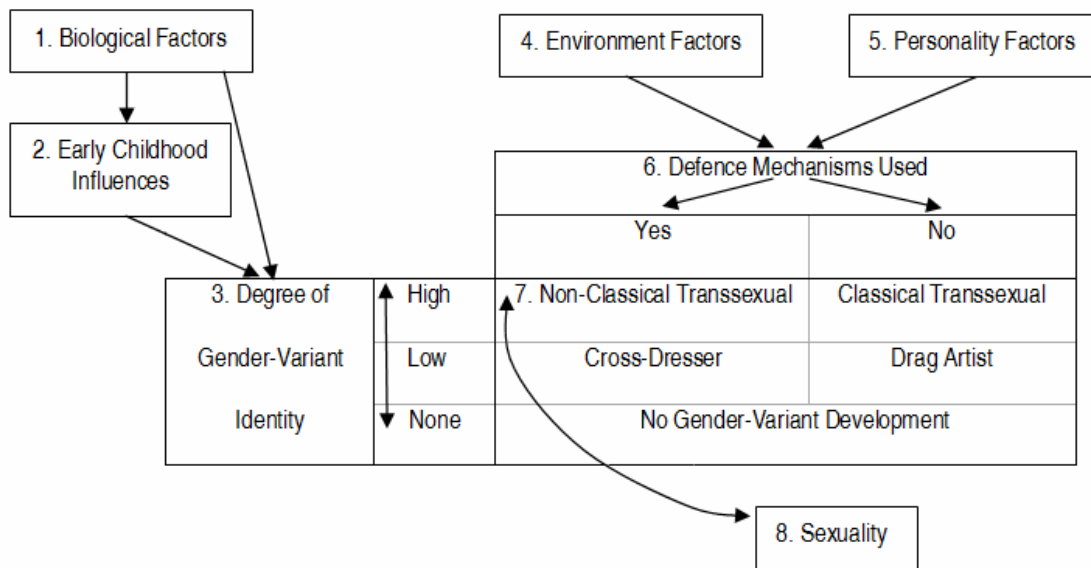 1. Biological Factors
4. Environment Factors
5. Personality Factors
2. Early Childhood
Influences
6. Defence Mechanisms Used
Yes
No
3. Degree of
Gender-Variant
Identity
High
7. Non-Classical Transsexual
Classical Transsexual
Low
Cross-Dresser
Drag Artist
None
No Gender-Variant Development
8. Sexuality